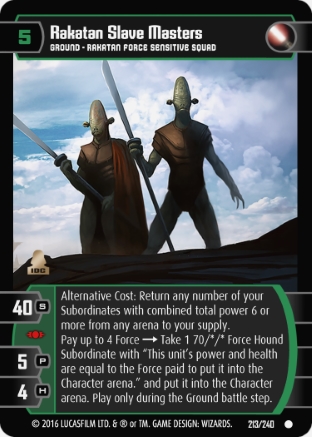 5 Rakatan Slave Masters
GROUND - RAKATAN FORCE SENSITIVE SQUAD
IGC
40 S
5 P
4 H
Alternative Cost: Return any number of your
Subordinates with combined total power 6 or
more from any arena to your supply.
Pay up to 4 Force → Take 1 70/*/* Force Hound
Subordinate with "This unit's power and health
are equal to the Force paid to put it into the
Character arena." and put it into the Character
arena. Play only during the Ground battle step.
© 2016 LUCASFILM LTD. & ® OR TM. GAME DESIGN: WIZARDS. 213/240